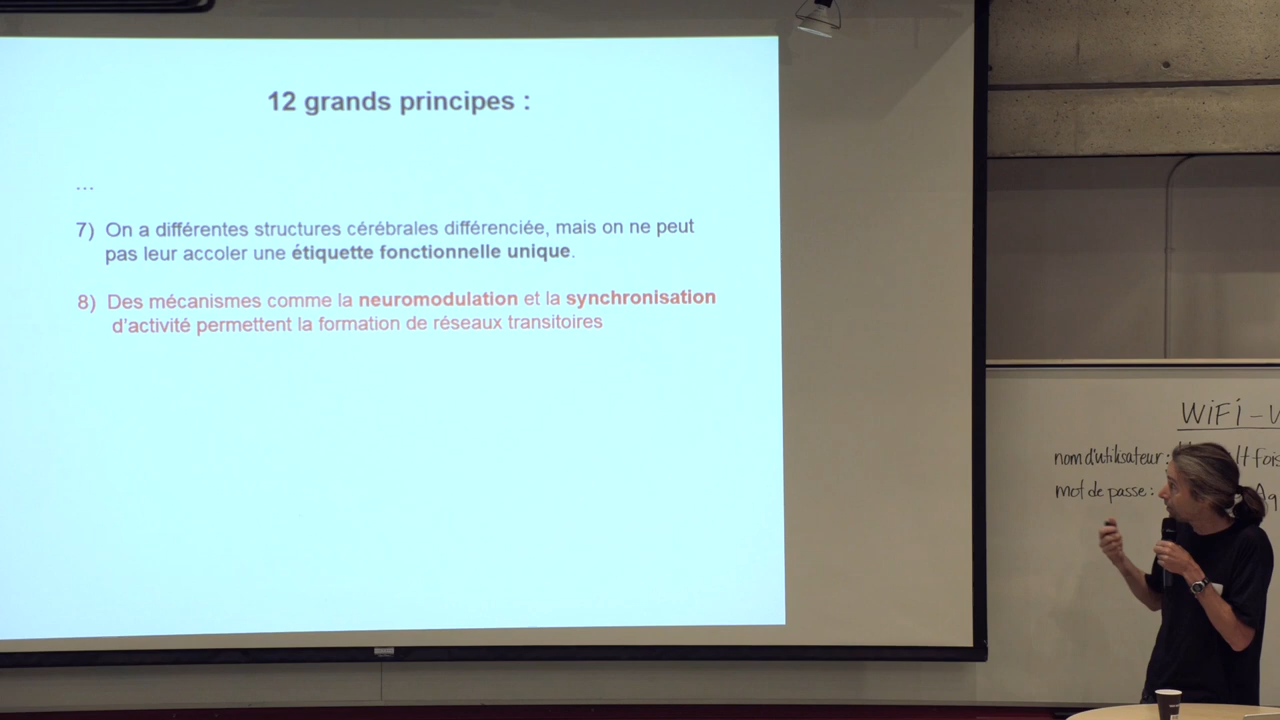 12 grands principes :
...
7) On a différentes structures cérébrales différenciée, mais on ne peut
pas leur accoler une étiquette fonctionnelle unique.
8) Des mécanismes comme la neuromodulation et la synchronisation
d'activité permettent la formation de réseaux transitoires
WiFi -
nom d'utilisateur :
mot de passe :